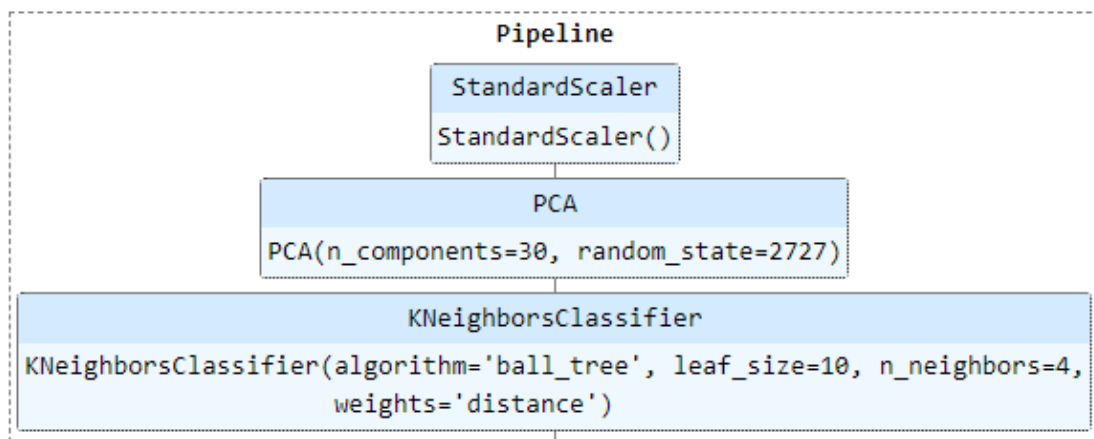 Pipeline
StandardScaler
StandardScaler()
PCA
PCA(n_components=30, random_state=2727)
KNeighborsClassifier
KNeighborsClassifier(algorithm='ball_tree', leaf_size=10, n_neighbors=4,
weights='distance')